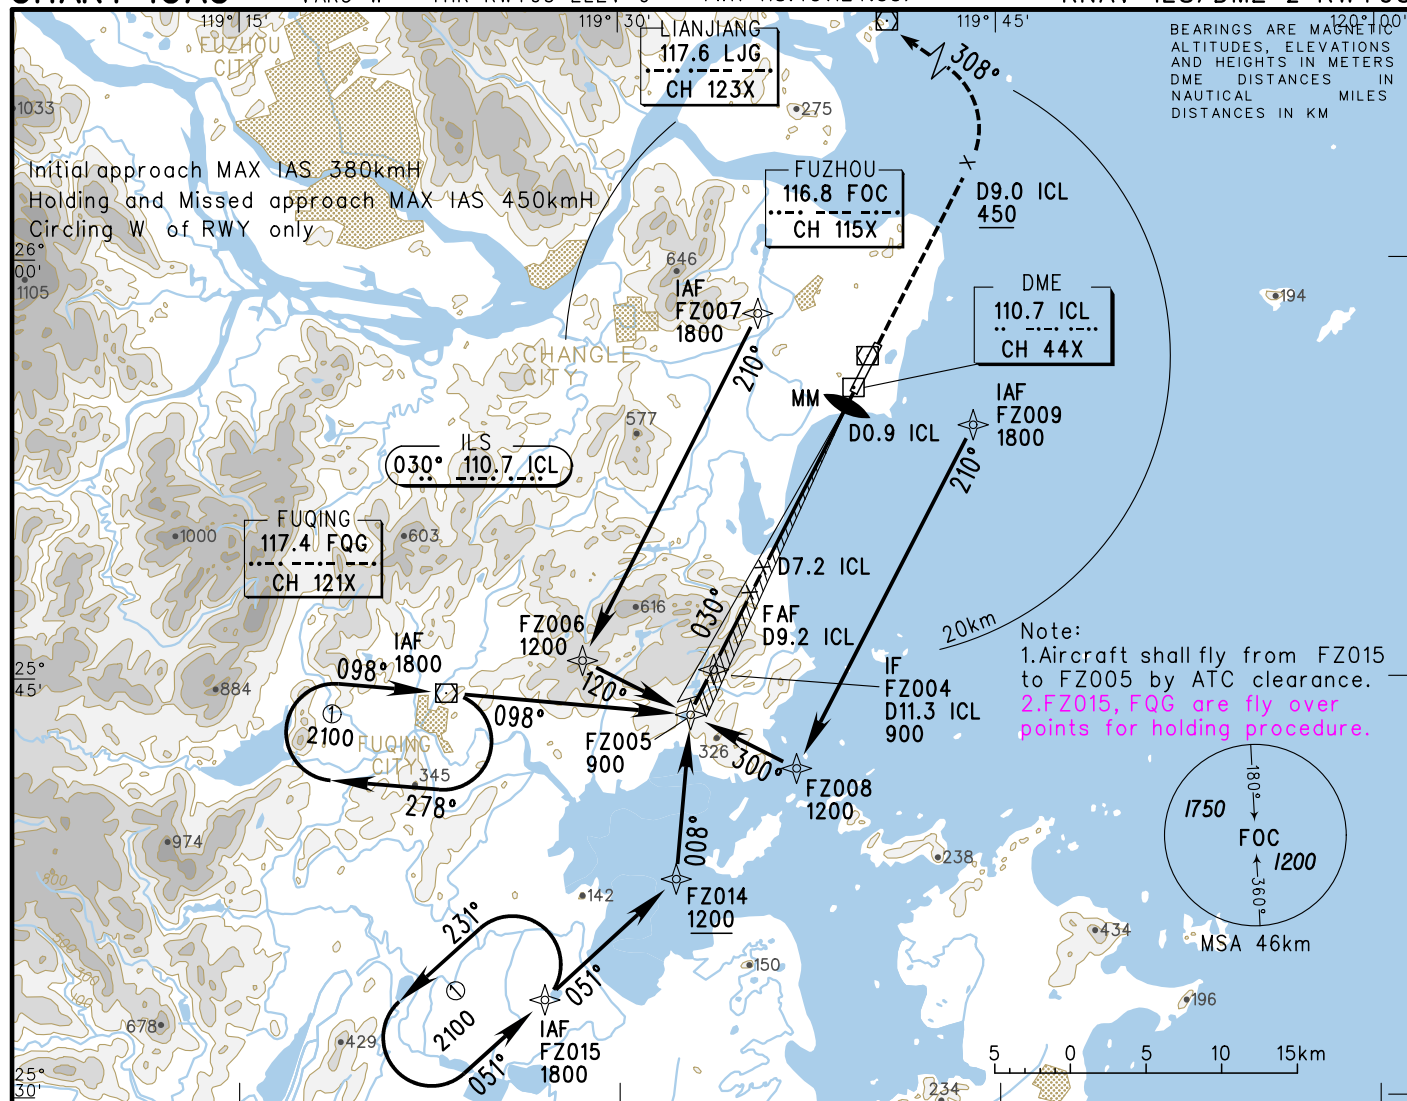 119° 15'
119° 30'
119° 45'
120° 00'
BEARINGS ARE MAGNETIC
ALTITUDES, ELEVATIONS
AND HEIGHTS IN METERS
DME DISTANCES IN
NAUTICAL MILES
DISTANCES IN KM
FUZHOU
CITY
LIANJIANG
117.6 LJG
CH 123X
308°
1033
275
Initial approach MAX IAS 380kmH
Holding and Missed approach MAX IAS 450kmH
Circling W of RWY only
FUZHOU
116.8 FOC
CH 115X
D9.0 ICL
450
26°
00'
1105
646
IAF
FZ007
1800
DME
110.7 ICL
CH 44X
194
CHANGLE
CITY
210°
MM
D0.9 ICL
IAF
FZ009
1800
577
ILS
030° 110.7 ICL
210°
FUQING
117.4 FQG
CH 121X
1000
603
D7.2 ICL
616
030°
FAF
D9.2 ICL
20km
FZ006
1200
IAF
1800
098°
120°
IF
FZ004
D11.3 ICL
900
Note:
1.Aircraft shall fly from FZ015
to FZ005 by ATC clearance.
2.FZ015, FQG are fly over
points for holding procedure.
25°
45'
884
1
2100
098°
FUQING
CITY
FZ005
900
326
300°
345
278°
FZ008
1200
180°
1750
FOC
1200
360°
MSA 46km
974
800
008°
238
142
FZ014
1200
231°
434
500
300
400
150
1
2100
051°
196
678
429
IAF
FZ015
1800
051°
5 0 5 10 15km
25°
30'
234